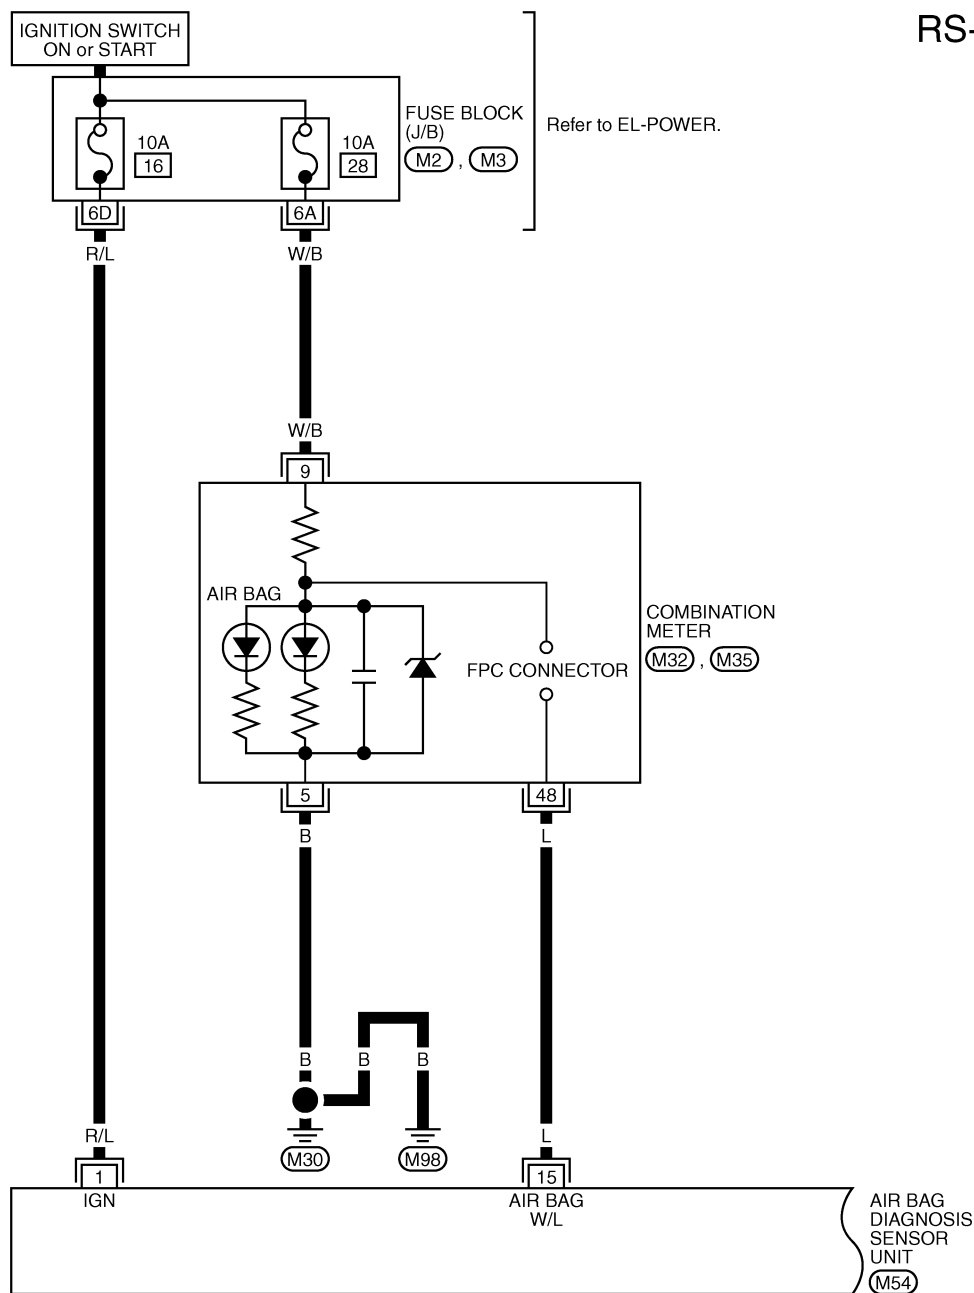 IGNITION SWITCH
ON or START
RS-
FUSE BLOCK
(J/B)
M2 , M3
Refer to EL-POWER.
10A
16
10A
28
6D
6A
R/L
W/B
W/B
9
AIR BAG
FPC CONNECTOR
COMBINATION
METER
M32 , M35
5
48
B
L
B
B
B
R/L
L
M30
M98
1
15
IGN
AIR BAG
W/L
AIR BAG
DIAGNOSIS
SENSOR
UNIT
M54